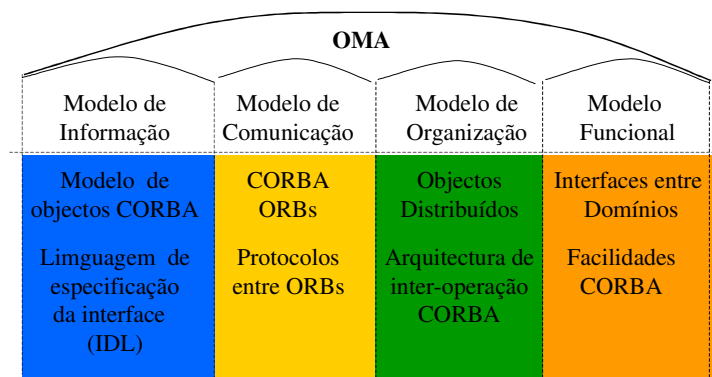 OMA
Modelo de
Informação
Modelo de
Comunicação
Modelo de
Organização
Modelo
Funcional
Modelo de
objectos CORBA
Limguagem de
especificação
da interface
(IDL)
CORBA
ORBs
Protocolos
entre ORBs
Objectos
Distribuídos
Arquitectura de
inter-operação
CORBA
Interfaces entre
Domínios
Facilidades
CORBA